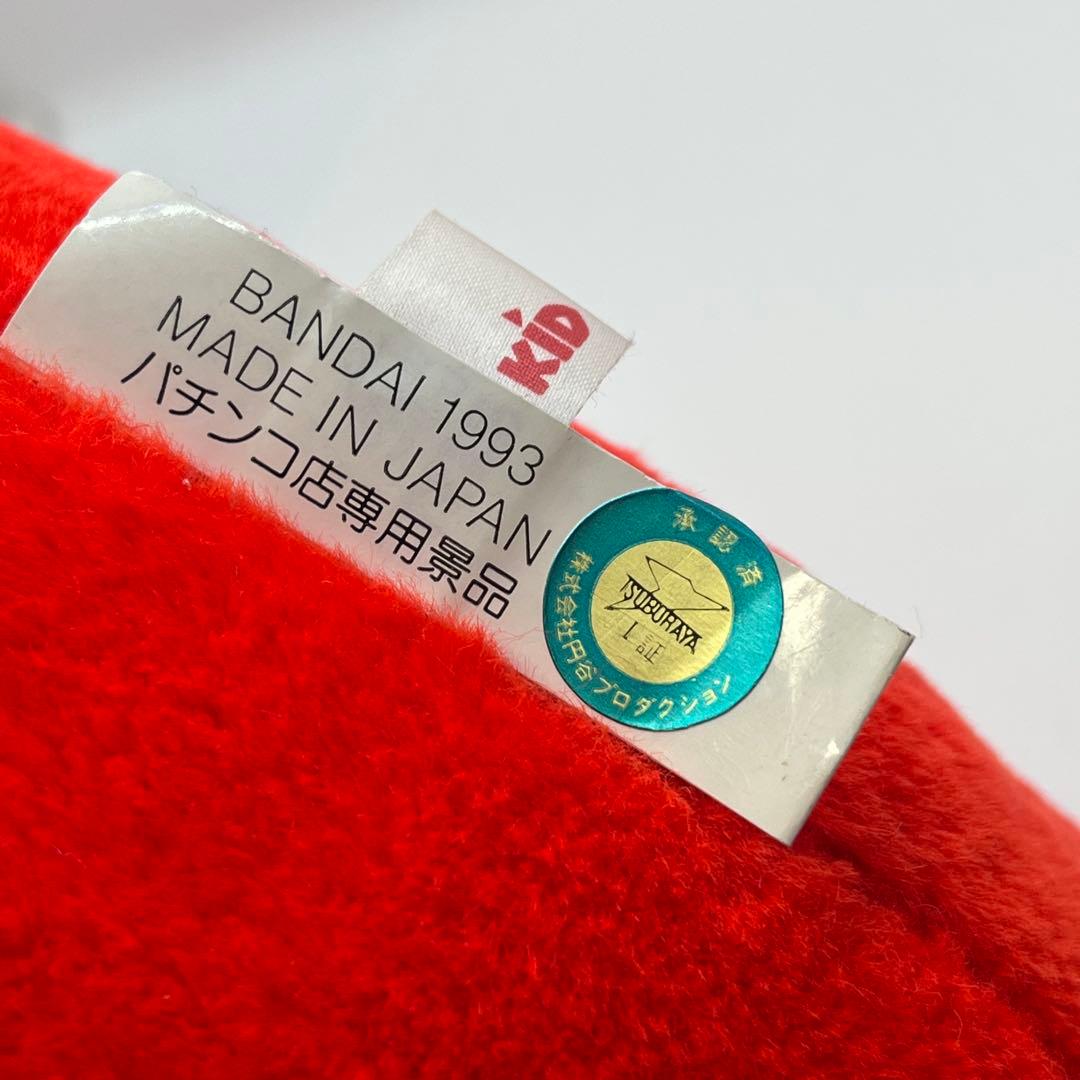 BANDAI 1993
MADE IN JAPAN
パチンコ店専用景品
KID
承認済
TSUBURAYA
証
株式会社円谷プロダクション